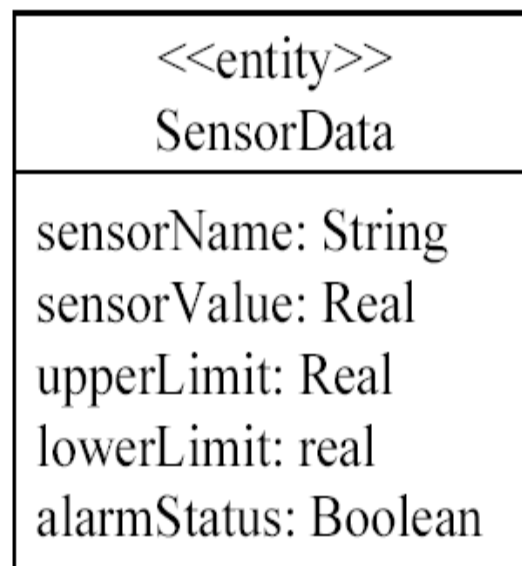 <<entity>>
SensorData
sensorName: String
sensorValue: Real
upperLimit: Real
lowerLimit: real
alarmStatus: Boolean